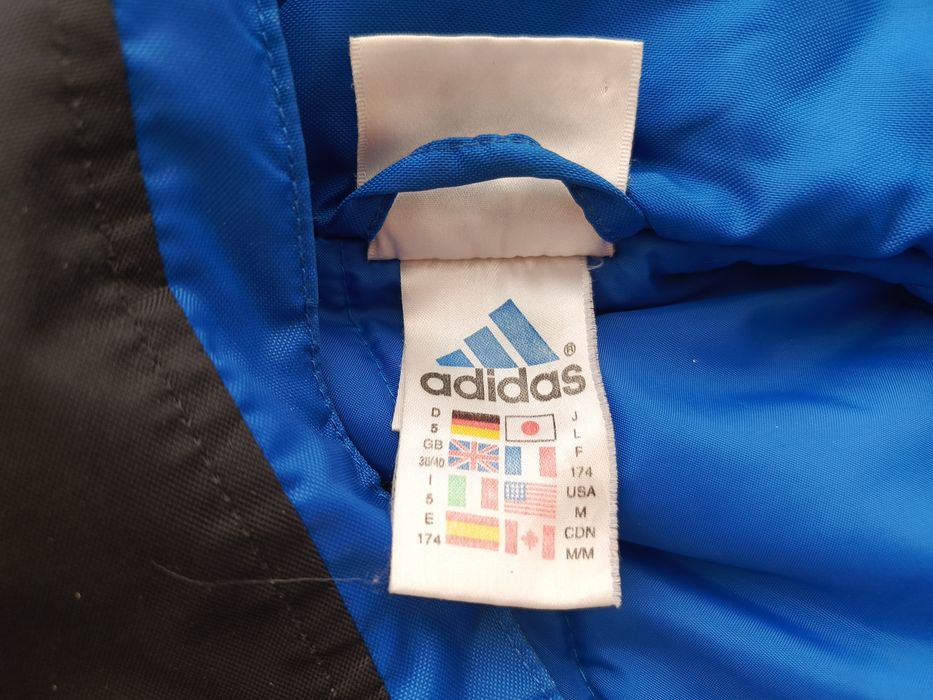 ®
adidas
D J
5 L
GB F
38/40 174
I USA
5 M
E CDN
174 M/M